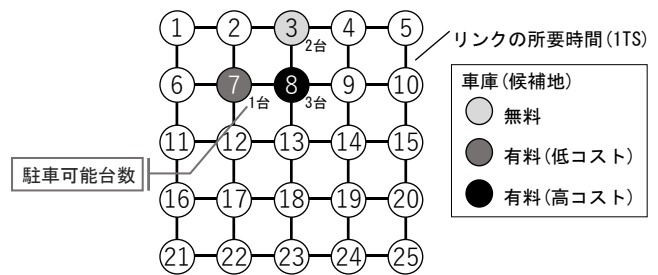 1 2 3 4 5
2台
リンクの所要時間(1TS)
6 7 8 9 10
1台 3台
車庫(候補地)
無料
有料(低コスト)
有料(高コスト)
11 12 13 14 15
駐車可能台数
16 17 18 19 20
21 22 23 24 25